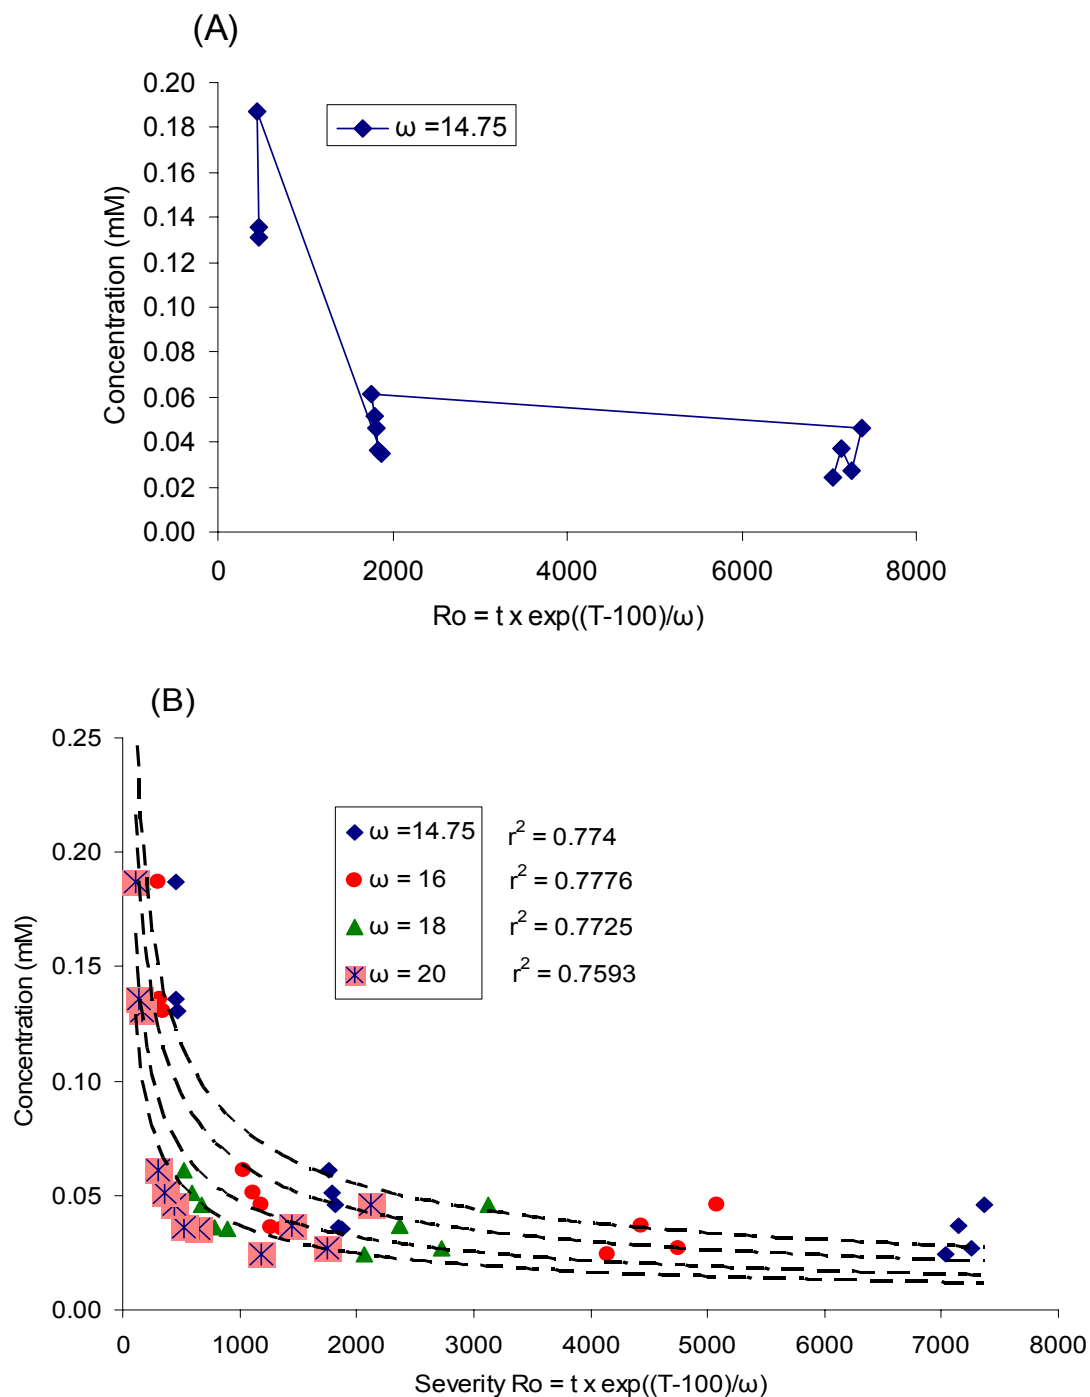 (A)
0.20
0.18
0.16
0.14
0.12
0.10
0.08
0.06
0.04
0.02
0.00
Concentration (mM)
ω =14.75
0 2000 4000 6000 8000
Ro = t x exp((T-100)/ω)
(B)
0.25
0.20
0.15
0.10
0.05
0.00
Concentration (mM)
ω =14.75 r² = 0.774
ω = 16 r² = 0.7776
ω = 18 r² = 0.7725
ω = 20 r² = 0.7593
0 1000 2000 3000 4000 5000 6000 7000 8000
Severity Ro = t x exp((T-100)/ω)